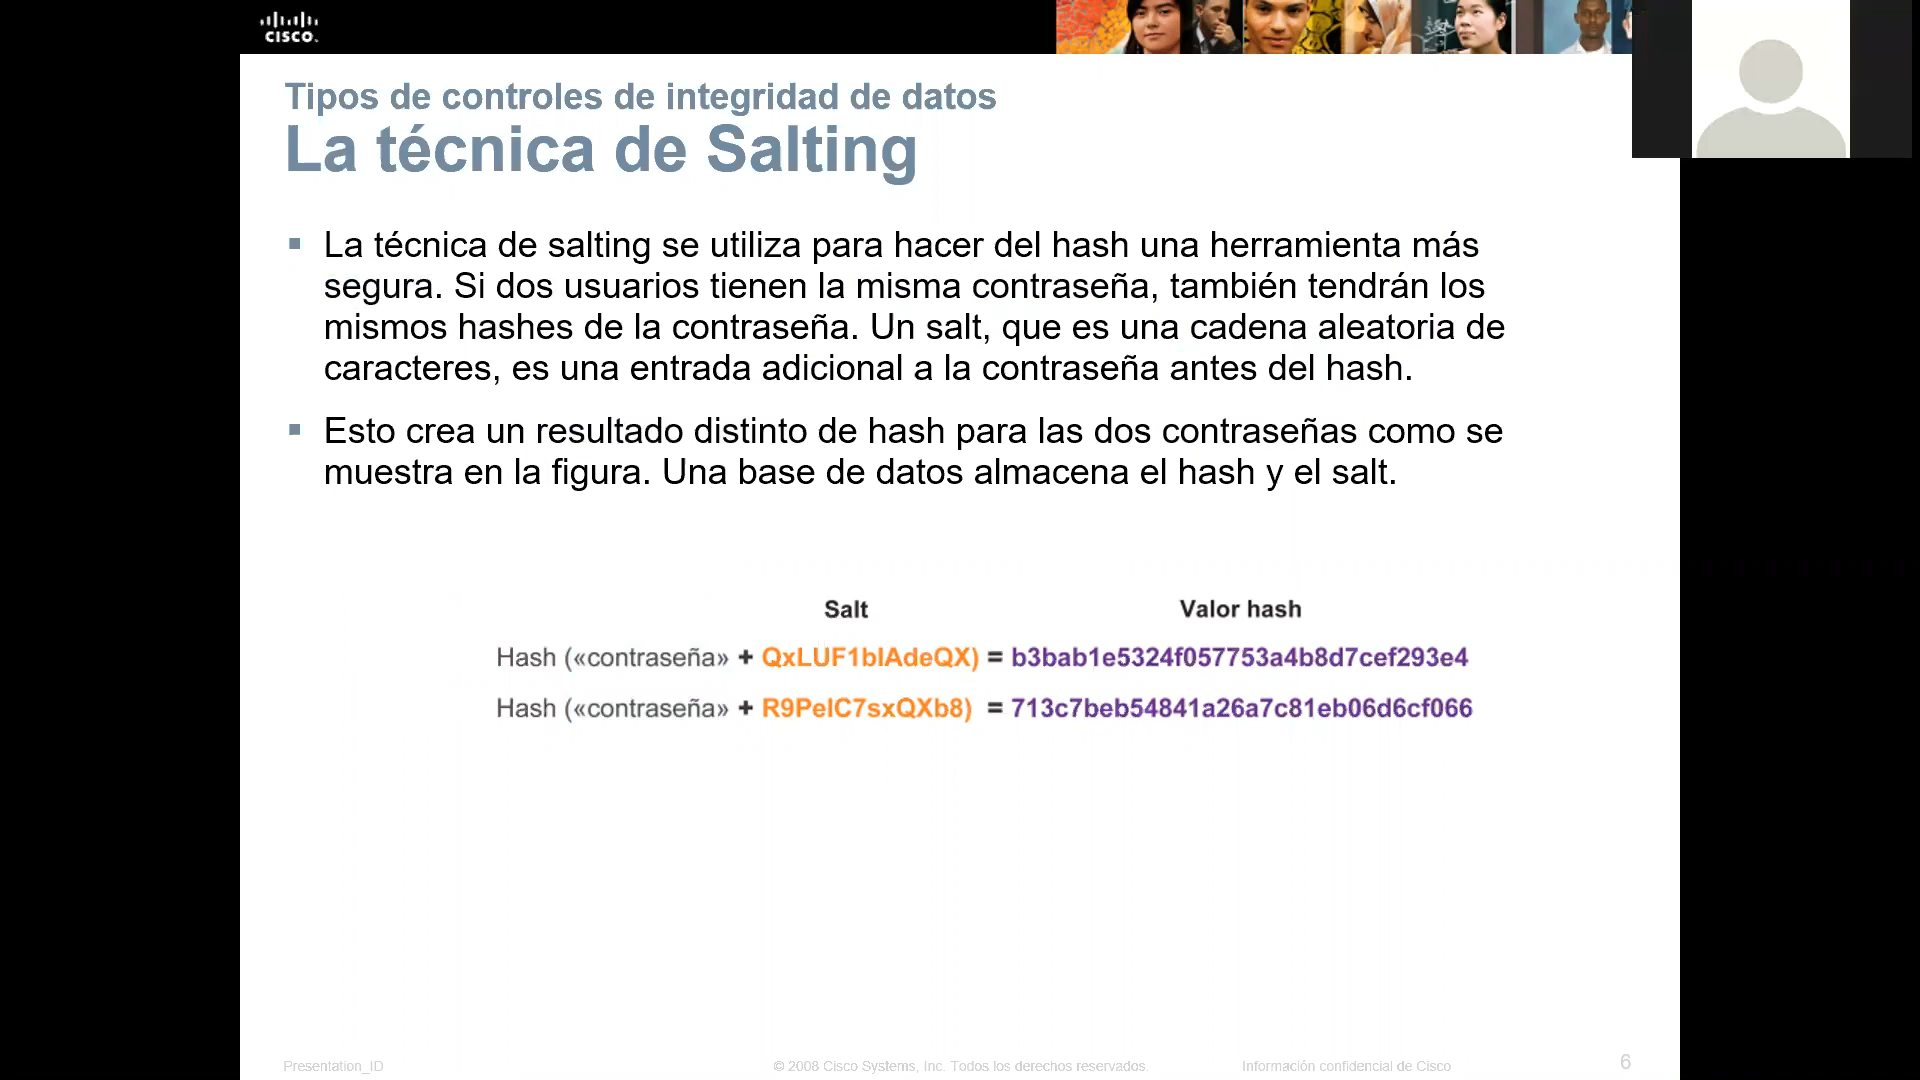 CISCO.
Tipos de controles de integridad de datos
La técnica de Salting
La técnica de salting se utiliza para hacer del hash una herramienta más
segura. Si dos usuarios tienen la misma contraseña, también tendrán los
mismos hashes de la contraseña. Un salt, que es una cadena aleatoria de
caracteres, es una entrada adicional a la contraseña antes del hash.
Esto crea un resultado distinto de hash para las dos contraseñas como se
muestra en la figura. Una base de datos almacena el hash y el salt.
Salt Valor hash
Hash («contraseña» + QxLUF1bIAdeQX) = b3bab1e5324f057753a4b8d7cef293e4
Hash («contraseña» + R9PeIC7sxQXb8) = 713c7beb54841a26a7c81eb06d6cf066
Presentation_ID © 2008 Cisco Systems, Inc. Todos los derechos reservados. Información confidencial de Cisco 6